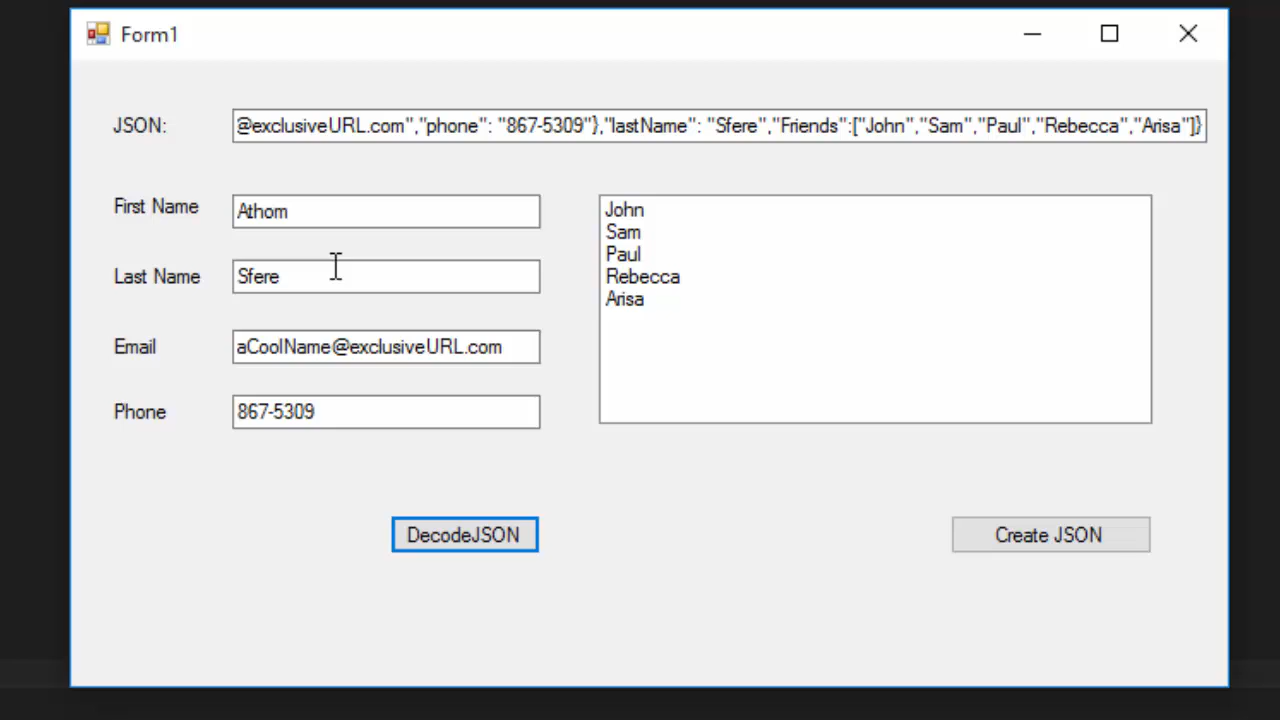 Form1
JSON:
@exclusiveURL.com","phone": "867-5309"},"lastName": "Sfere","Friends":["John","Sam","Paul","Rebecca","Arisa"]}
First Name
Athom
Last Name
Sfere
Email
aCoolName@exclusiveURL.com
Phone
867-5309
John
Sam
Paul
Rebecca
Arisa
DecodeJSON
Create JSON